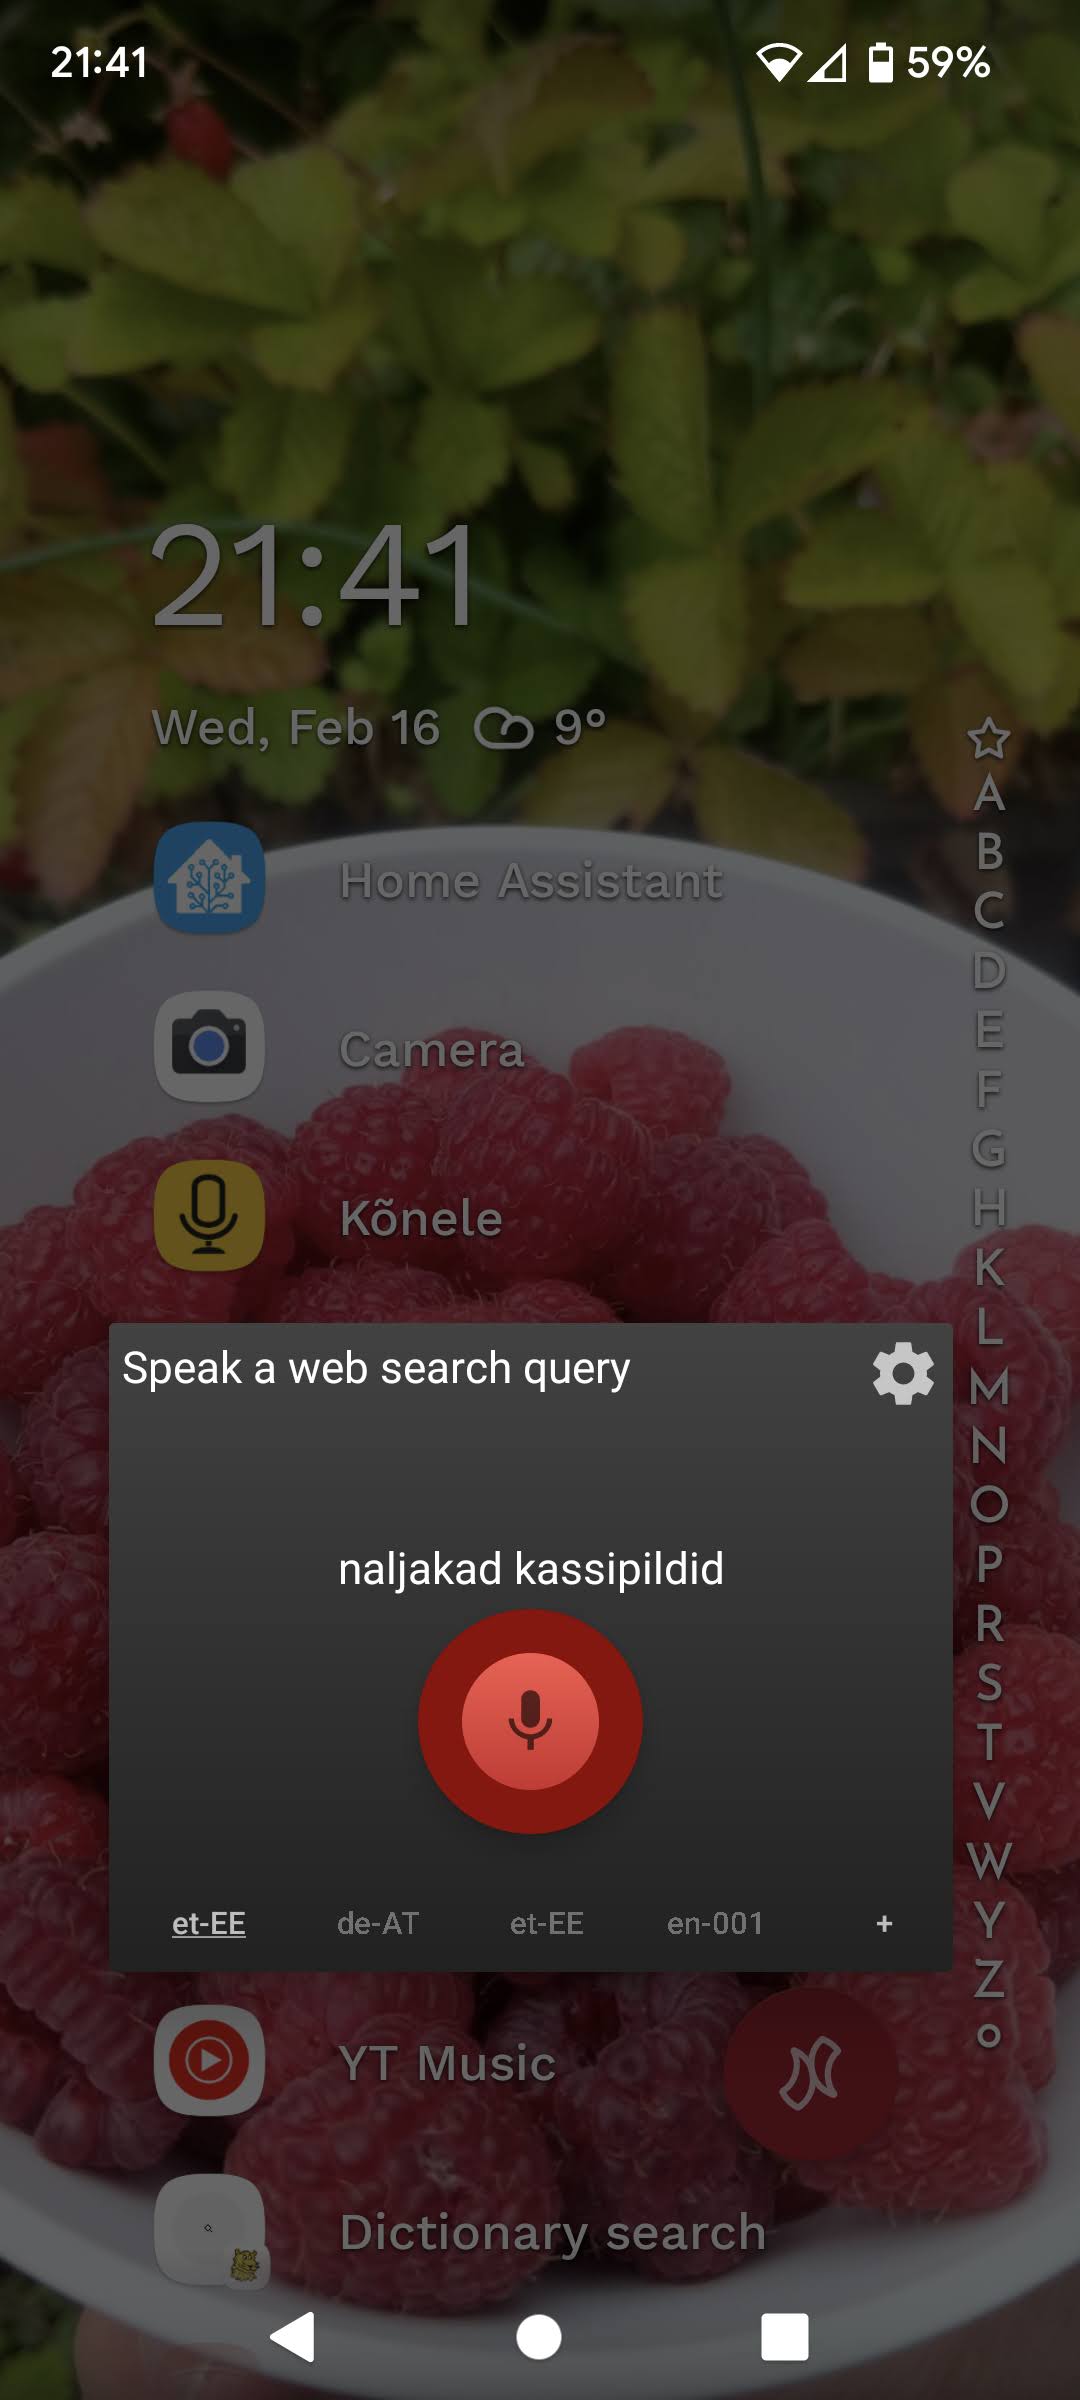 21:41
59%
21:41
Wed, Feb 16 9°
Home Assistant
Camera
Kõnele
Speak a web search query
naljakad kassipildid
et-EE de-AT et-EE en-001 +
YT Music
Dictionary search
A
B
C
D
E
F
G
H
K
L
M
N
O
P
R
S
T
V
W
Y
Z